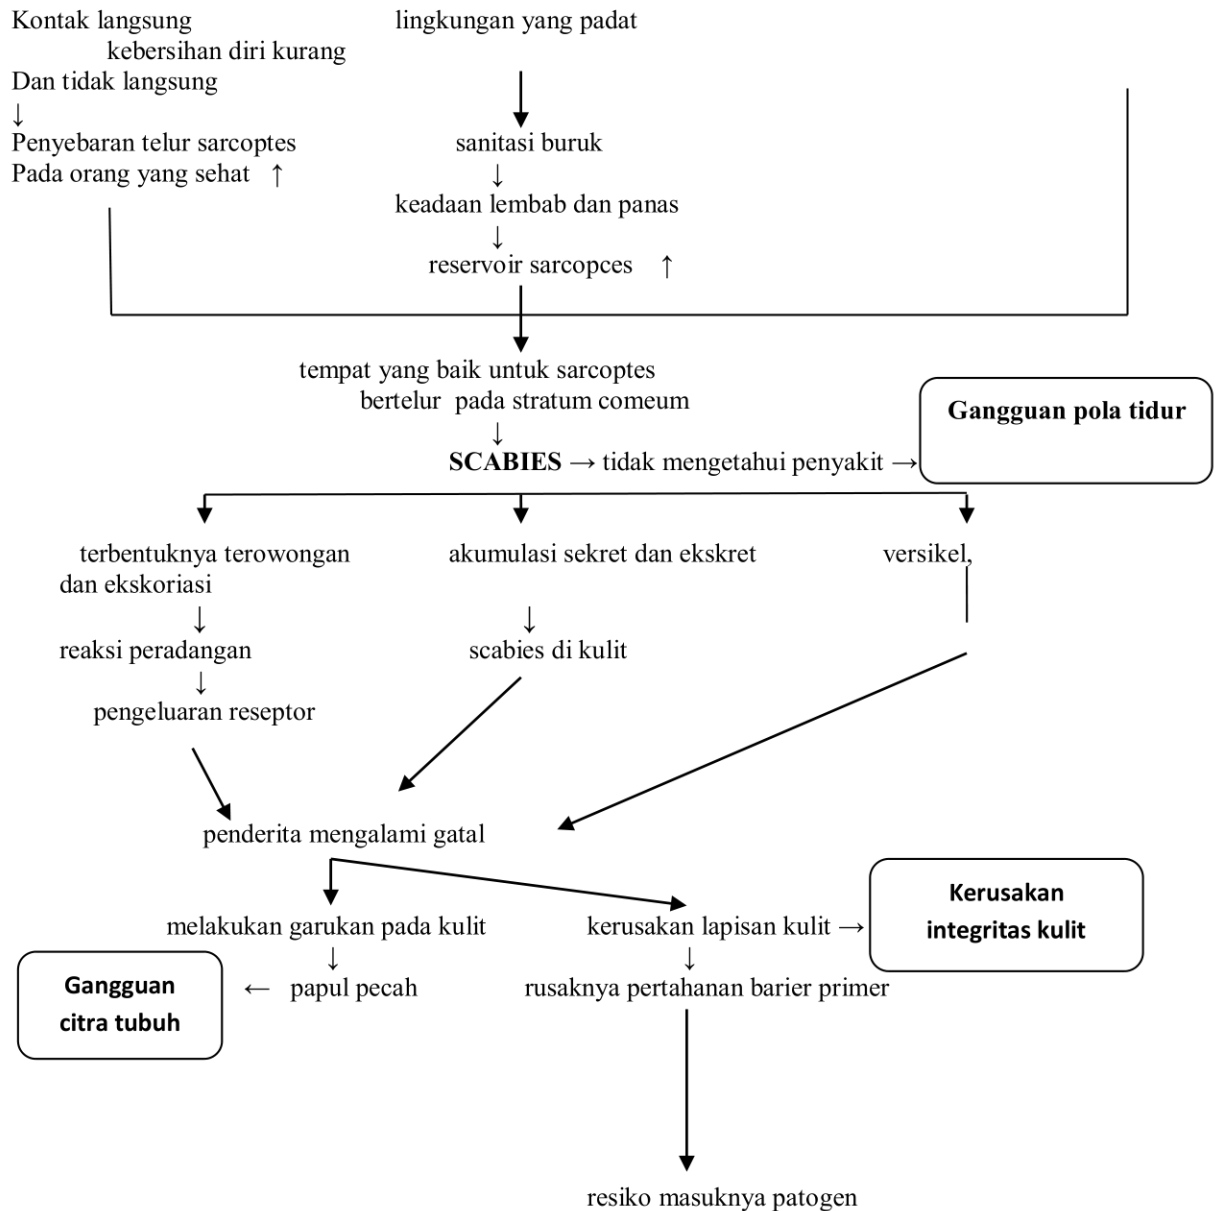 Kontak langsung lingkungan yang padat
kebersihan diri kurang
Dan tidak langsung
↓
Penyebaran telur sarcoptes sanitasi buruk
Pada orang yang sehat ↑
↓
keadaan lembab dan panas
↓
reservoir sarcopces ↑
tempat yang baik untuk sarcoptes
bertelur pada stratum comeum
↓
SCABIES → tidak mengetahui penyakit →
Gangguan pola tidur
terbentuknya terowongan akumulasi sekret dan ekskret versikel,
dan ekskoriasi
↓ ↓
reaksi peradangan scabies di kulit
↓
pengeluaran reseptor
penderita mengalami gatal
melakukan garukan pada kulit kerusakan lapisan kulit →
Kerusakan
integritas kulit
↓ ↓
← papul pecah rusaknya pertahanan barier primer
Gangguan
citra tubuh
resiko masuknya patogen